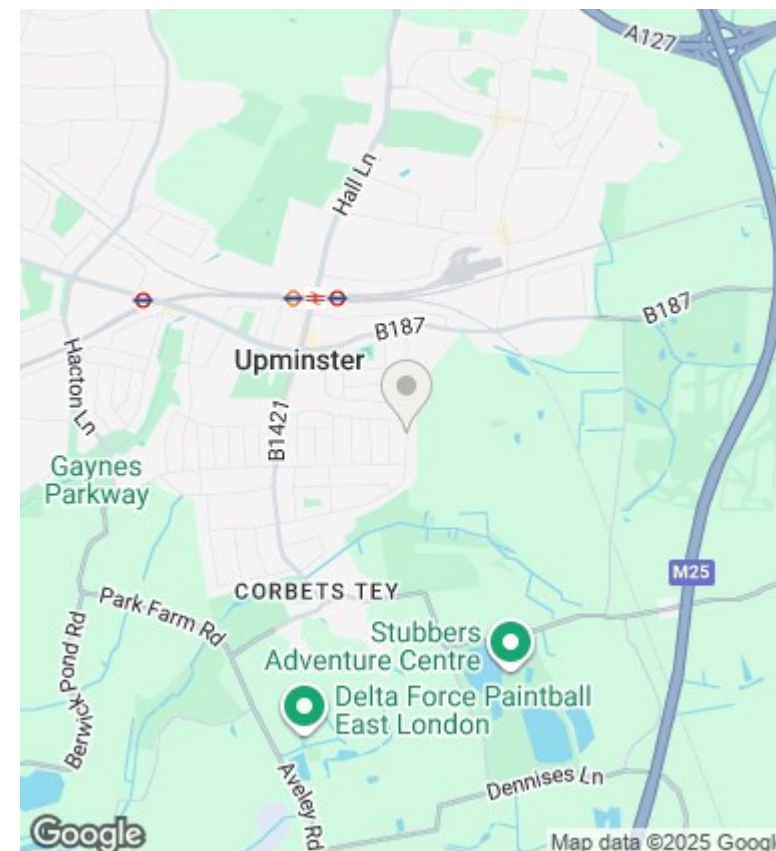 A127
Hall Ln
B187
B187
Upminster
Hacton Ln
B1421
Gaynes
Parkway
M25
CORBETS TEY
Park Farm Rd
Stubbers
Adventure Centre
Berwick Pond Rd
Delta Force Paintball
East London
Aveley Rd
Dennises Ln
Google
Map data ©2025 Googl